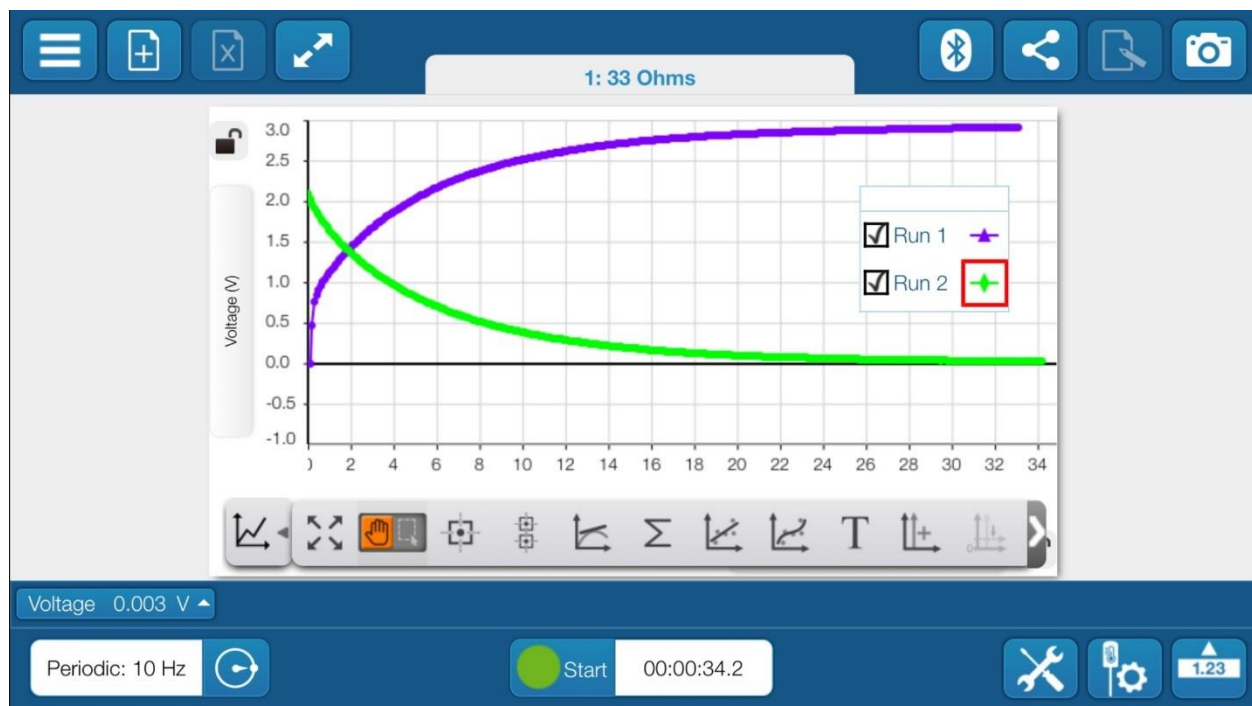 1: 33 Ohms
3.0
2.5
2.0
1.5
1.0
0.5
0.0
-0.5
-1.0
Voltage (V)
Run 1
Run 2
2 4 6 8 10 12 14 16 18 20 22 24 26 28 30 32 34
Σ T
Voltage 0.003 V
Periodic: 10 Hz
Start 00:00:34.2
1.23